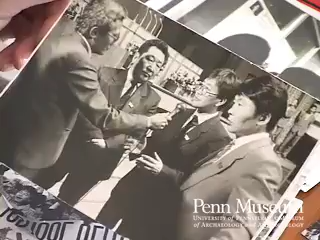 Penn Museum
UNIVERSITY OF PENNSYLVANIA MUSEUM
OF ARCHAEOLOGY AND ANTHROPOLOGY